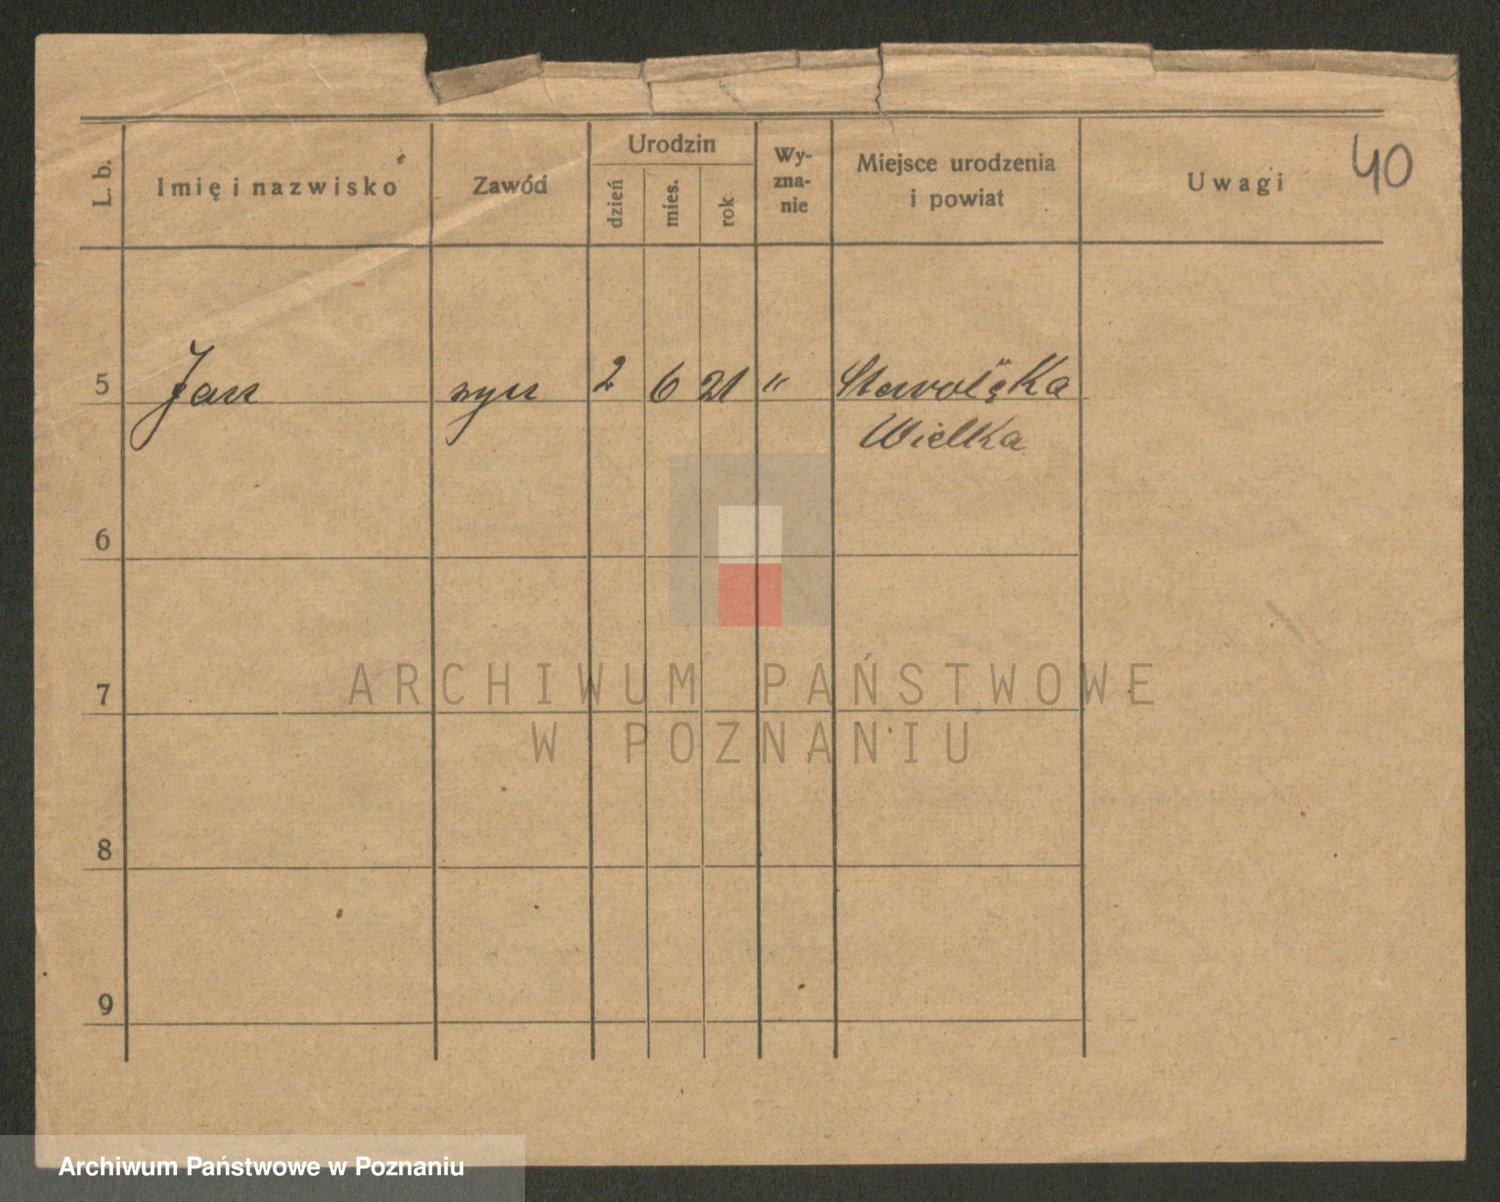 40
L. b. Imię i nazwisko Zawód Urodzin dzień mies. rok Wy-zna-nie Miejsce urodzenia i powiat Uwagi
5 Jan syn 2 6 21 " Starołęka
Wielka
6
7
8
9
ARCHIWUM PAŃSTWOWE
W POZNANIU
Archiwum Państwowe w Poznaniu